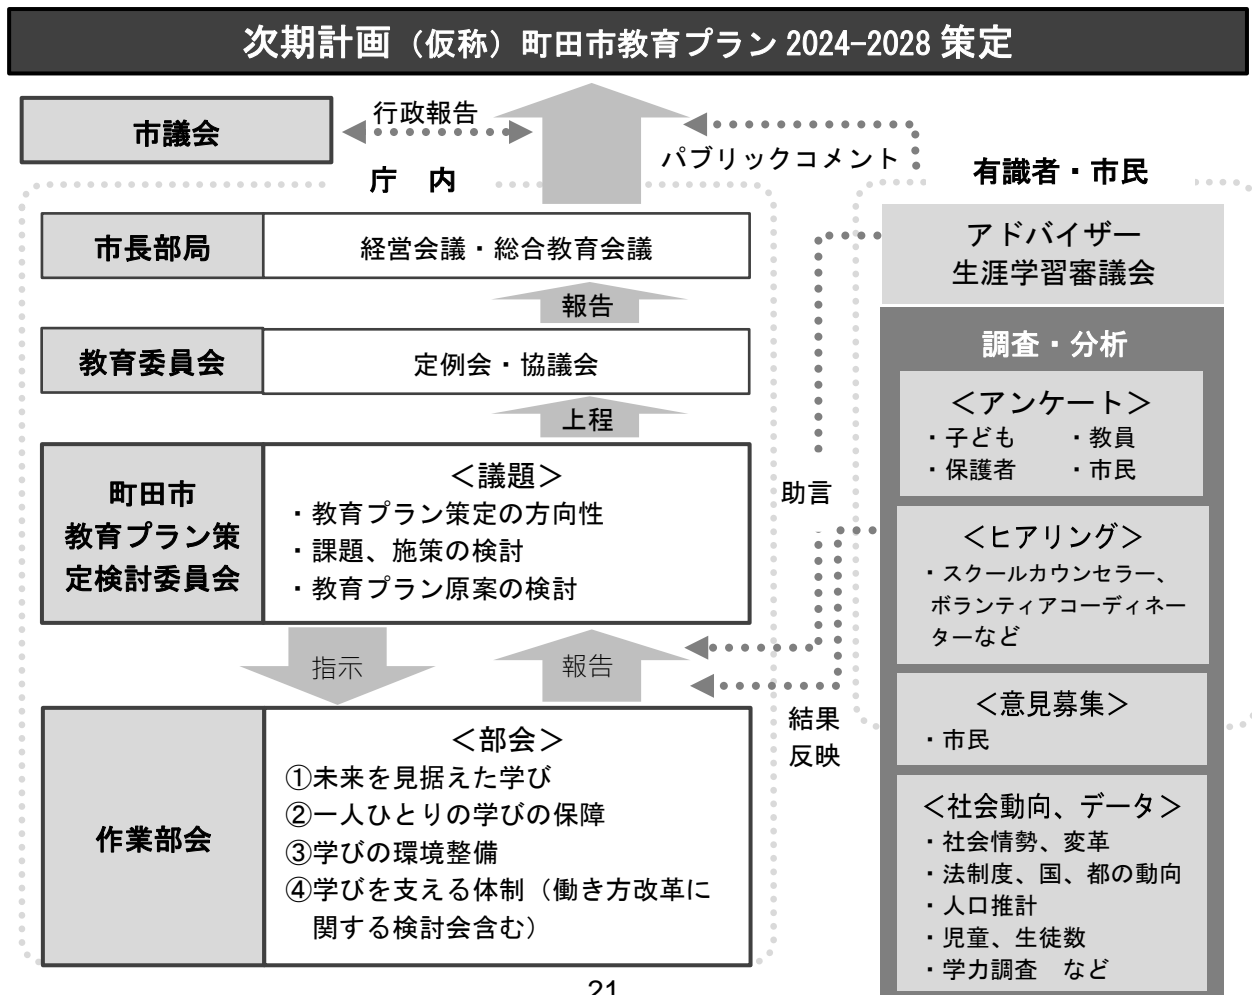 次期計画（仮称）町田市教育プラン 2024−2028 策定
市議会
行政報告
パブリックコメント
庁　内
有識者・市民
市長部局
経営会議・総合教育会議
報告
教育委員会
定例会・協議会
上程
町田市
教育プラン策
定検討委員会
＜議題＞
・教育プラン策定の方向性
・課題、施策の検討
・教育プラン原案の検討
指示
報告
作業部会
＜部会＞
①未来を見据えた学び
②一人ひとりの学びの保障
③学びの環境整備
④学びを支える体制（働き方改革に
関する検討会含む）
助言
結果
反映
アドバイザー
生涯学習審議会
調査・分析
＜アンケート＞
・子ども　・教員
・保護者　・市民
＜ヒアリング＞
・スクールカウンセラー、
ボランティアコーディネー
ターなど
＜意見募集＞
・市民
＜社会動向、データ＞
・社会情勢、変革
・法制度、国、都の動向
・人口推計
・児童、生徒数
・学力調査　など
21